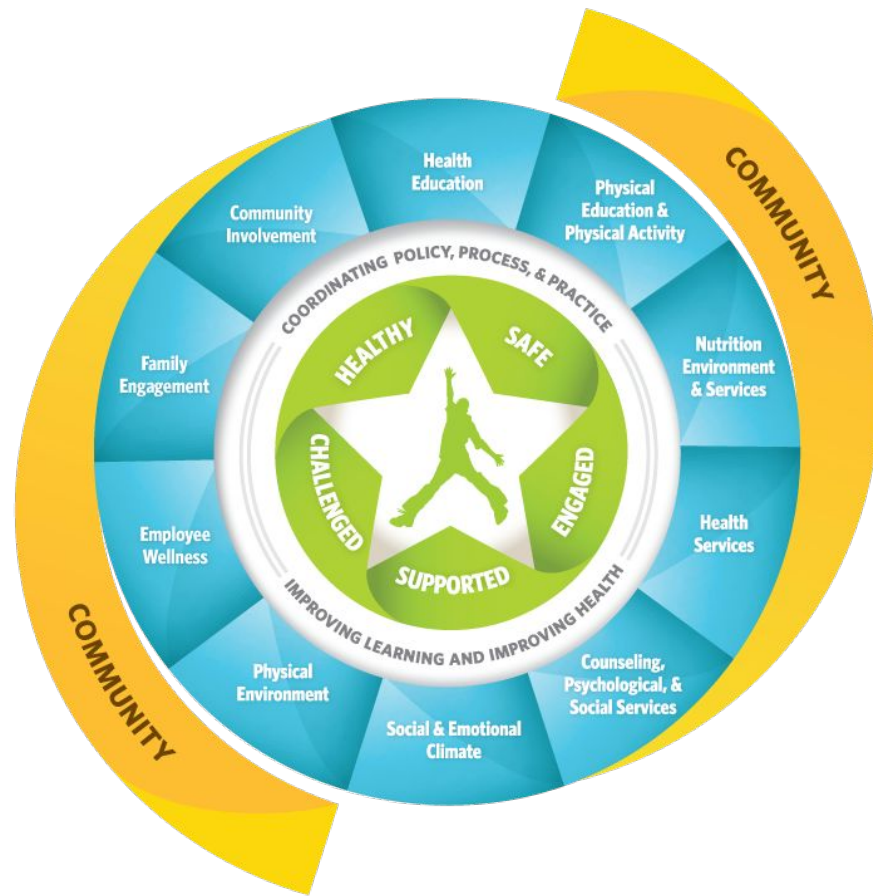 COMMUNITY
Health
Education
Physical
Education &
Physical Activity
Nutrition
Environment
& Services
Health
Services
Counseling,
Psychological, &
Social Services
Social & Emotional
Climate
Physical
Environment
Employee
Wellness
Family
Engagement
Community
Involvement
COORDINATING POLICY, PROCESS, & PRACTICE
IMPROVING LEARNING AND IMPROVING HEALTH
HEALTHY
SAFE
ENGAGED
SUPPORTED
CHALLENGED
COMMUNITY